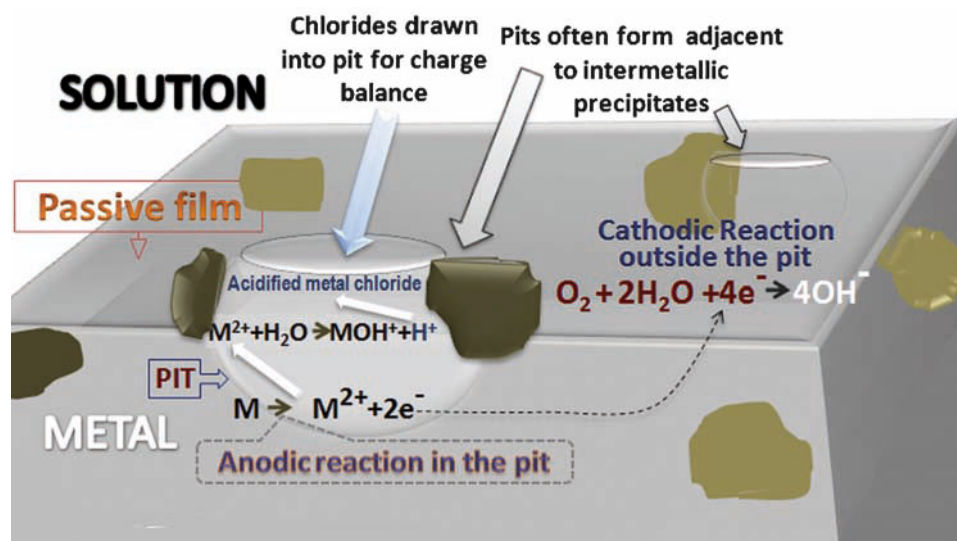 Chlorides drawn
into pit for charge
balance
Pits often form adjacent
to intermetallic
precipitates
SOLUTION
Passive film
Cathodic Reaction
outside the pit
O₂ + 2H₂O +4e⁻→4OH⁻
Acidified metal chloride
M²⁺+H₂O →MOH⁺+H⁺
PIT
M → M²⁺+2e⁻
METAL
Anodic reaction in the pit